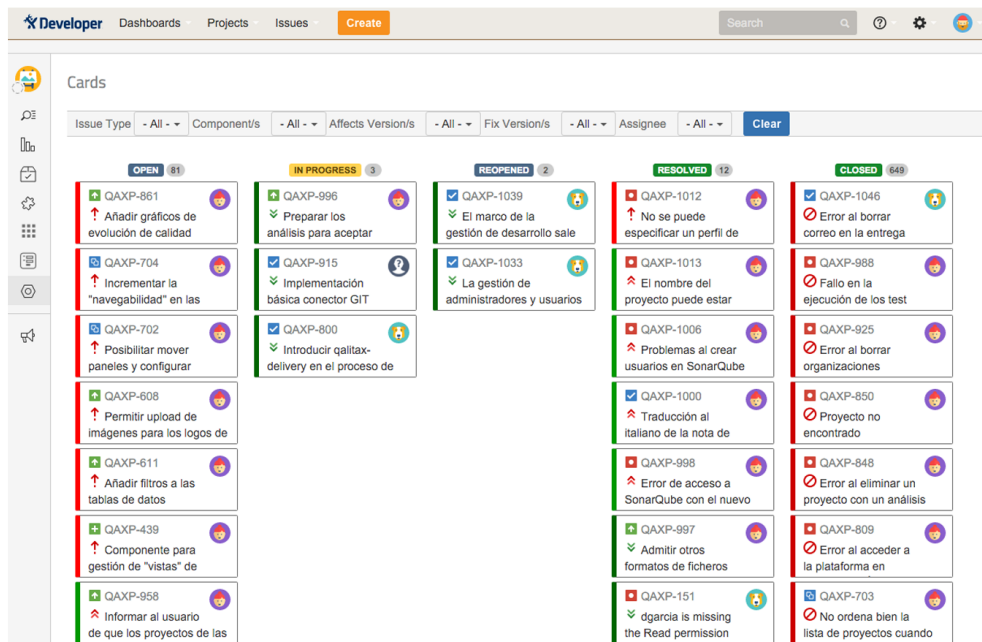 Developer Dashboards Projects Issues Create Search
Cards
Issue Type - All - Component/s - All - Affects Version/s - All - Fix Version/s - All - Assignee - All - Clear
OPEN 81
QAXP-861
Añadir gráficos de
evolución de calidad
QAXP-704
Incrementar la
"navegabilidad" en las
QAXP-702
Posibilitar mover
paneles y configurar
QAXP-608
Permitir upload de
imágenes para los logos de
QAXP-611
Añadir filtros a las
tablas de datos
QAXP-439
Componente para
gestión de "vistas" de
QAXP-958
Informar al usuario
de que los proyectos de las
IN PROGRESS 3
QAXP-996
Preparar los
análisis para aceptar
QAXP-915
Implementación
básica conector GIT
QAXP-800
Introducir qalitax-
delivery en el proceso de
REOPENED 2
QAXP-1039
El marco de la
gestión de desarrollo sale
QAXP-1033
La gestión de
administradores y usuarios
RESOLVED 12
QAXP-1012
No se puede
especificar un perfil de
QAXP-1013
El nombre del
proyecto puede estar
QAXP-1006
Problemas al crear
usuarios en SonarQube
QAXP-1000
Traducción al
italiano de la nota de
QAXP-998
Error de acceso a
SonarQube con el nuevo
QAXP-997
Admitir otros
formatos de ficheros
QAXP-151
dgarcia is missing
the Read permission
CLOSED 649
QAXP-1046
Error al borrar
correo en la entrega
QAXP-988
Fallo en la
ejecución de los test
QAXP-925
Error al borrar
organizaciones
QAXP-850
Proyecto no
encontrado
QAXP-848
Error al eliminar un
proyecto con un análisis
QAXP-809
Error al acceder a
la plataforma en
QAXP-703
No ordena bien la
lista de proyectos cuando